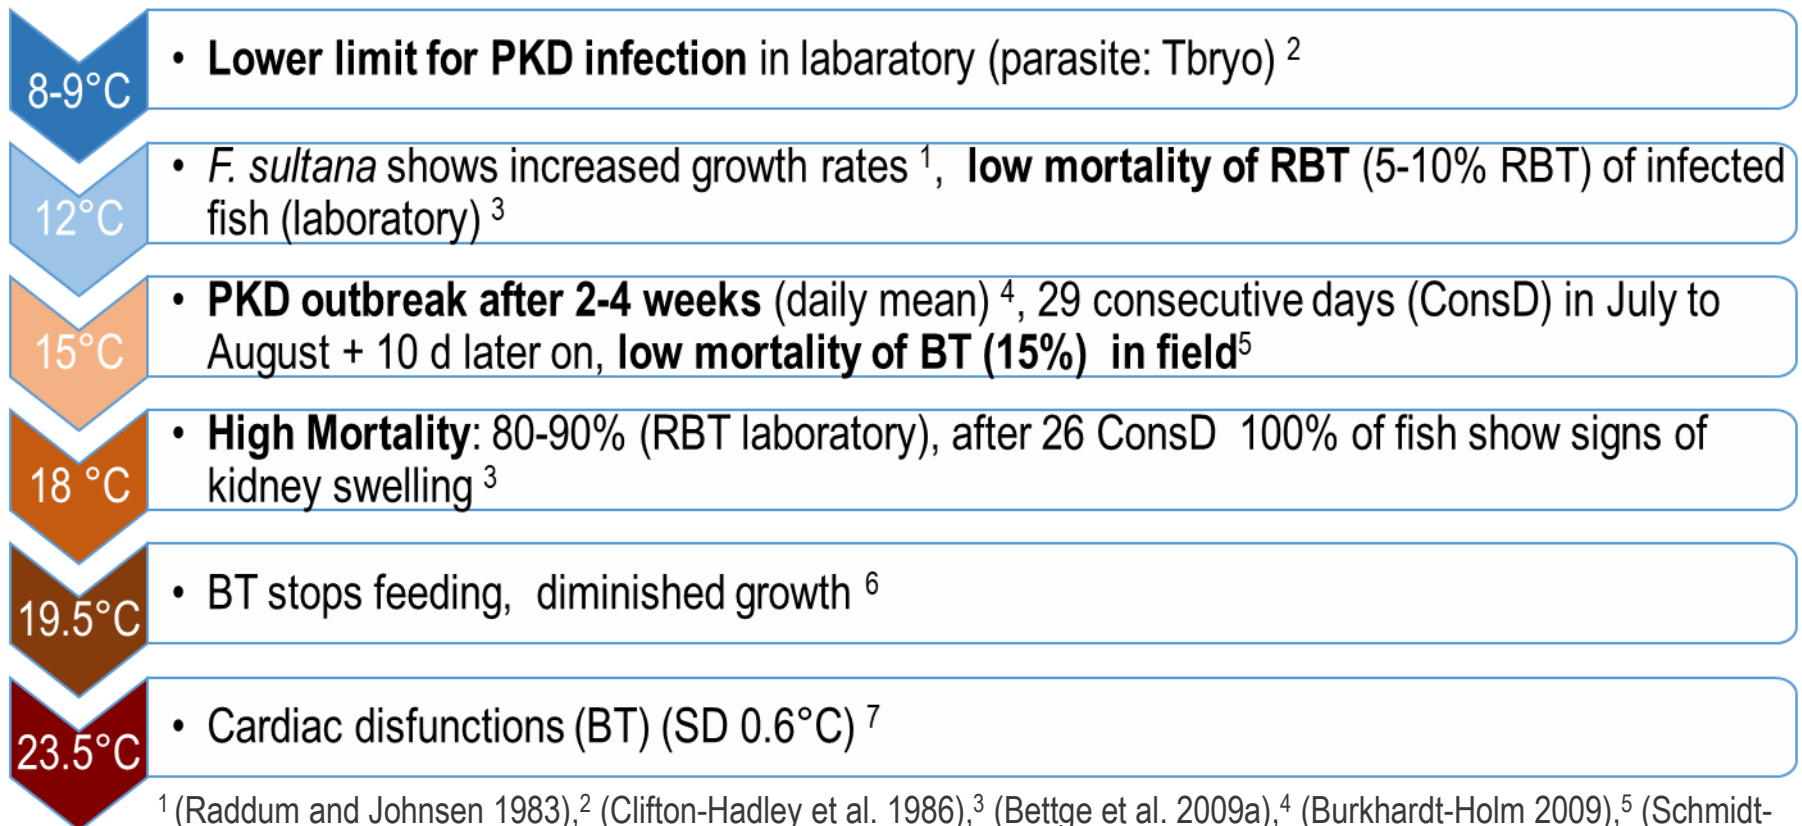 8-9°C
• Lower limit for PKD infection in labaratory (parasite: Tbryo) ²
12°C
• F. sultana shows increased growth rates ¹, low mortality of RBT (5-10% RBT) of infected
fish (laboratory) ³
15°C
• PKD outbreak after 2-4 weeks (daily mean) ⁴, 29 consecutive days (ConsD) in July to
August + 10 d later on, low mortality of BT (15%) in field⁵
18 °C
• High Mortality: 80-90% (RBT laboratory), after 26 ConsD 100% of fish show signs of
kidney swelling ³
19.5°C
• BT stops feeding, diminished growth ⁶
23.5°C
• Cardiac disfunctions (BT) (SD 0.6°C) ⁷
¹ (Raddum and Johnsen 1983),² (Clifton-Hadley et al. 1986),³ (Bettge et al. 2009a),⁴ (Burkhardt-Holm 2009),⁵ (Schmidt-